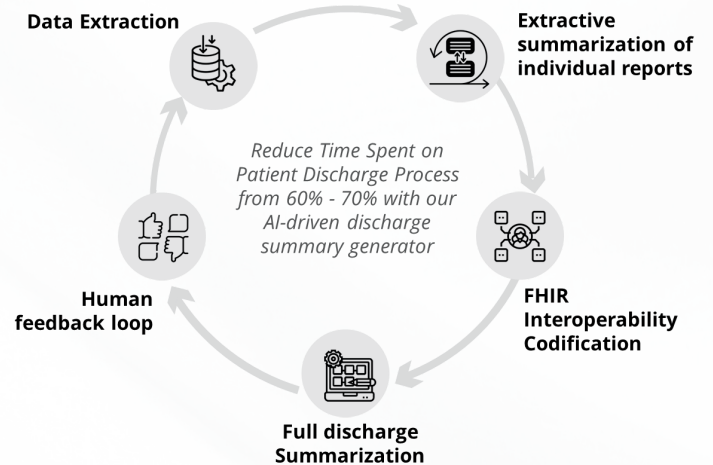 Data Extraction
Extractive
summarization of
individual reports
Reduce Time Spent on
Patient Discharge Process
from 60% - 70% with our
AI-driven discharge
summary generator
FHIR
Interoperability
Codification
Full discharge
Summarization
Human
feedback loop